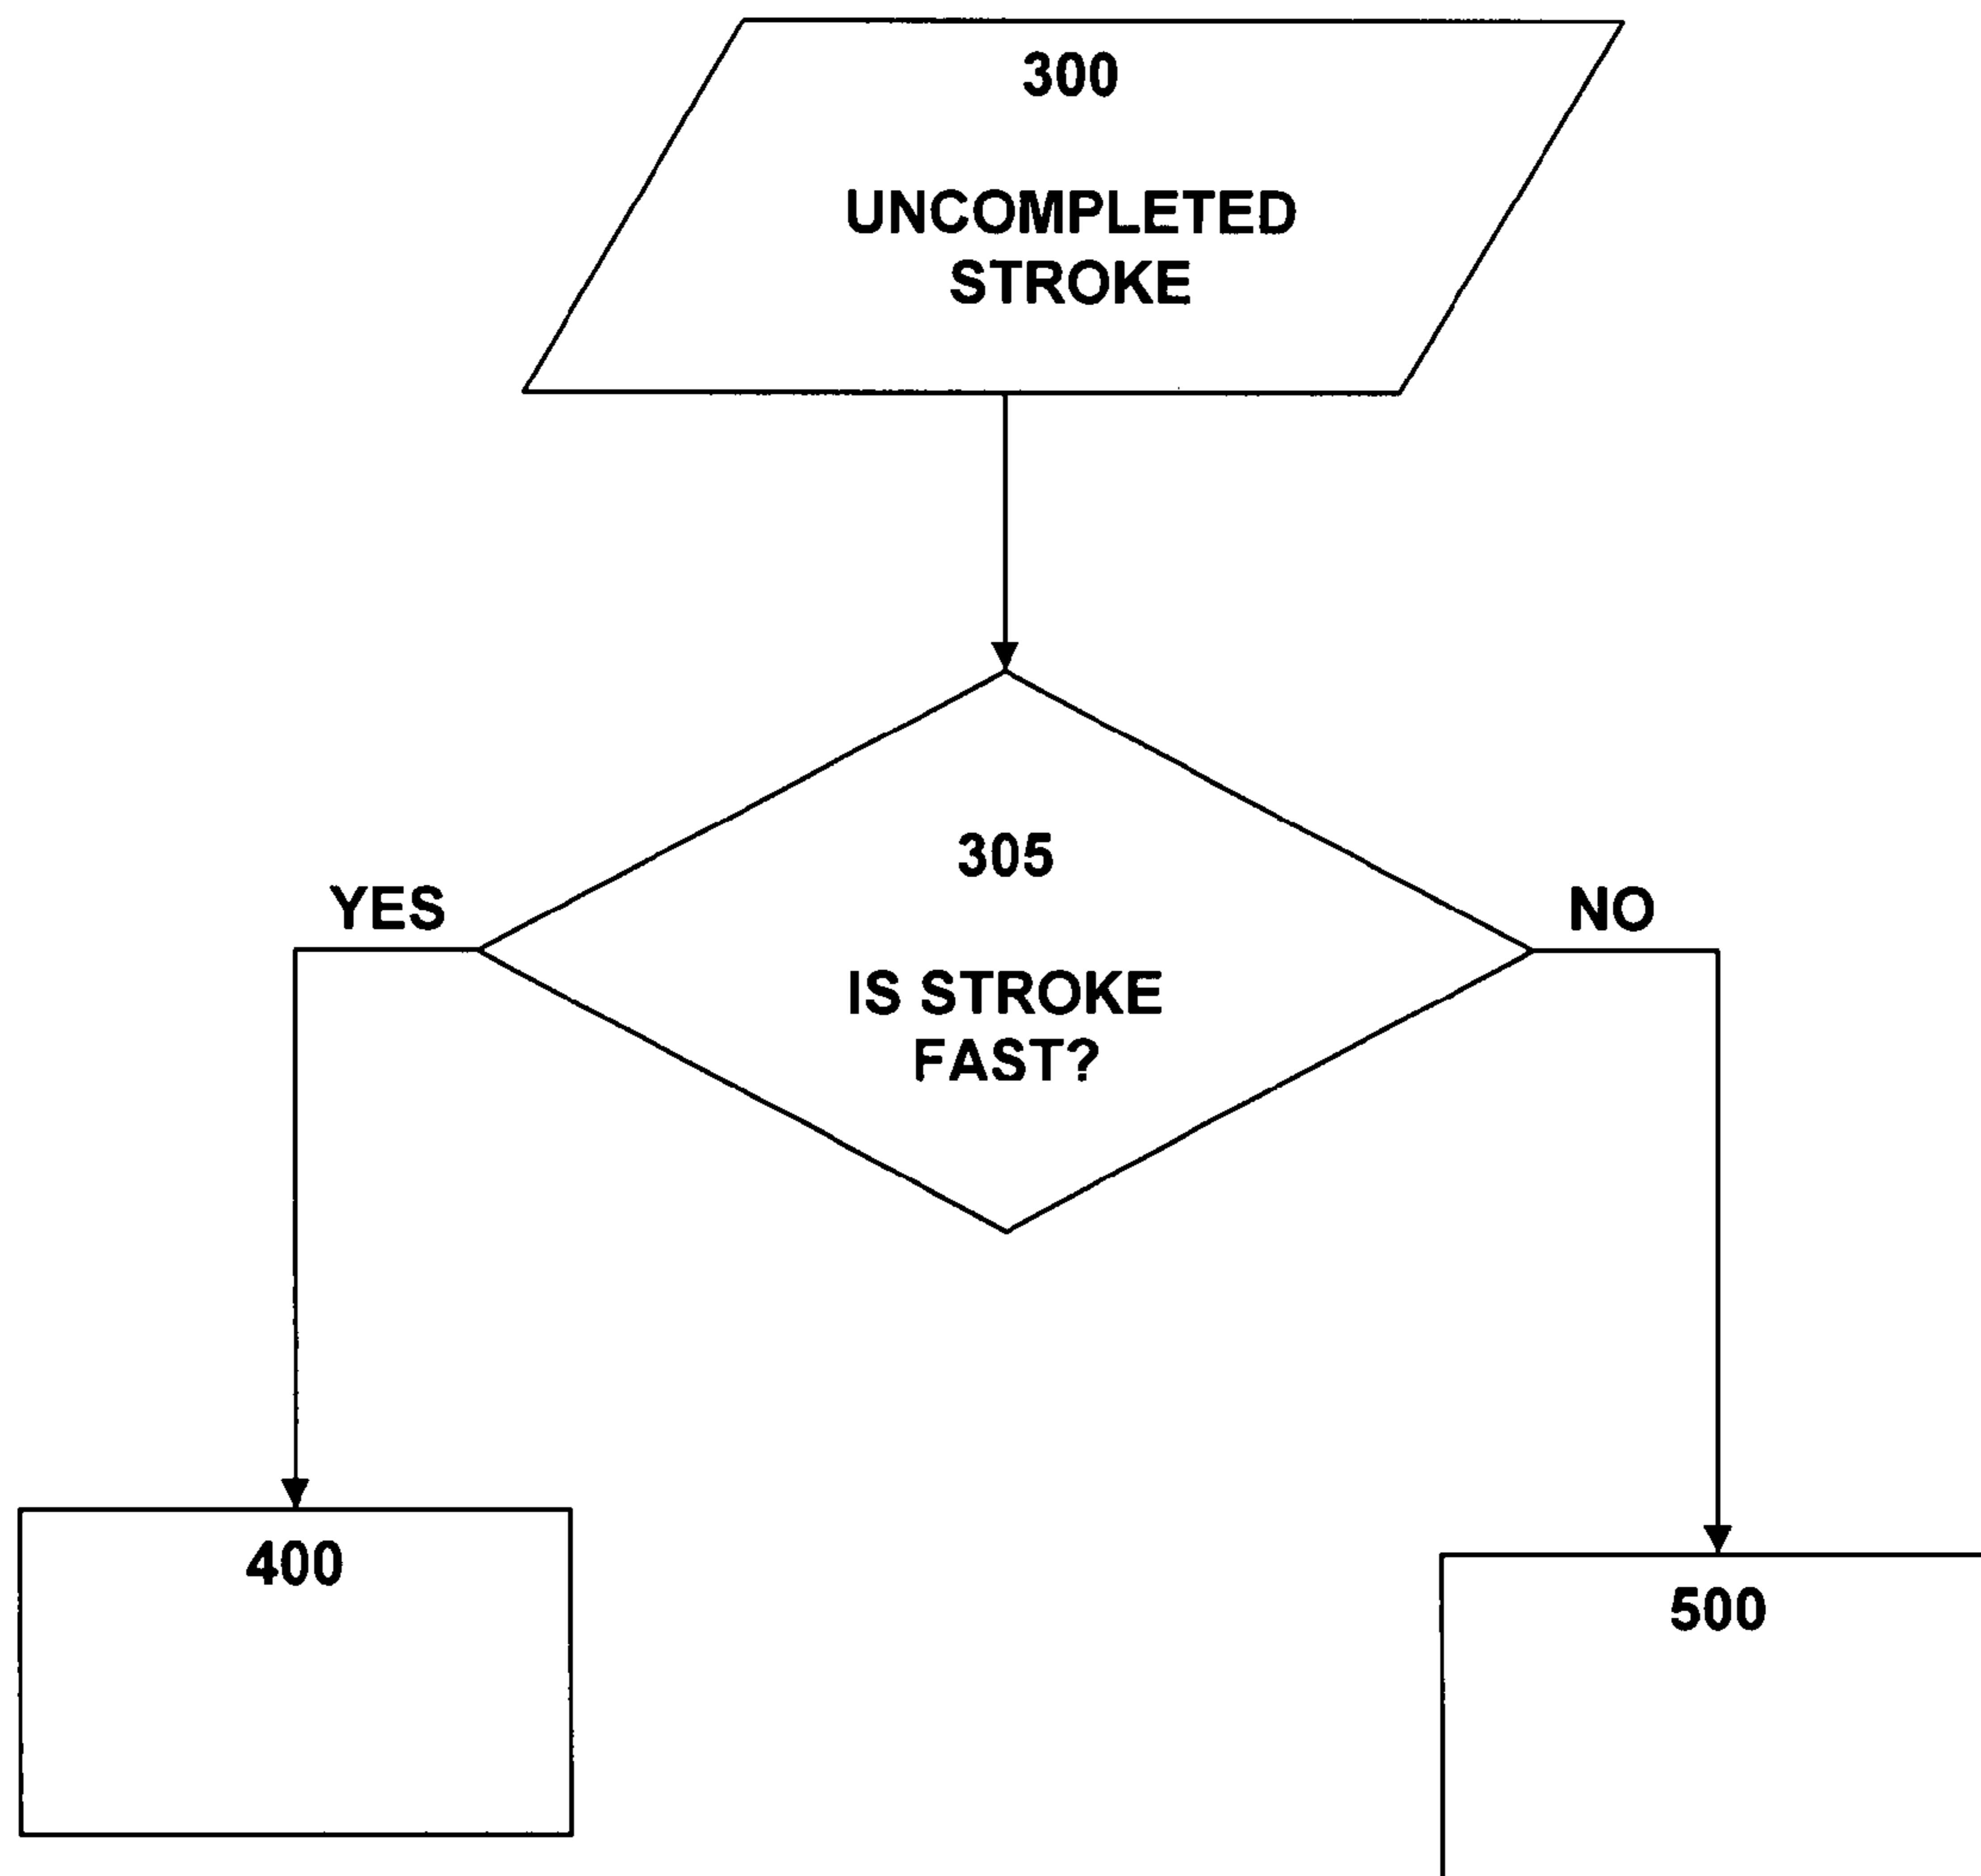 300
UNCOMPLETED
STROKE
305
YES
NO
IS STROKE
FAST?
400
500